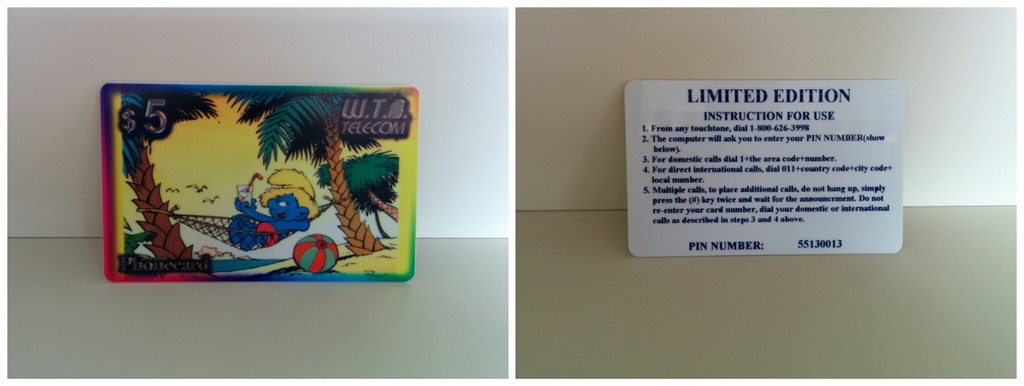 $5
W.T.B.
TELECOM
Phonecard
LIMITED EDITION
INSTRUCTION FOR USE
1. From any touchtone, dial 1-800-626-3998
2. The computer will ask you to enter your PIN NUMBER(show
below).
3. For domestic calls dial 1+the area code+number.
4. For direct international calls, dial 011+country code+city code+
local number.
5. Multiple calls, to place additional calls, do not hang up, simply
press the (#) key twice and wait for the announcement. Do not
re-enter your card number, dial your domestic or international
calls as described in steps 3 and 4 above.
PIN NUMBER: 55130013